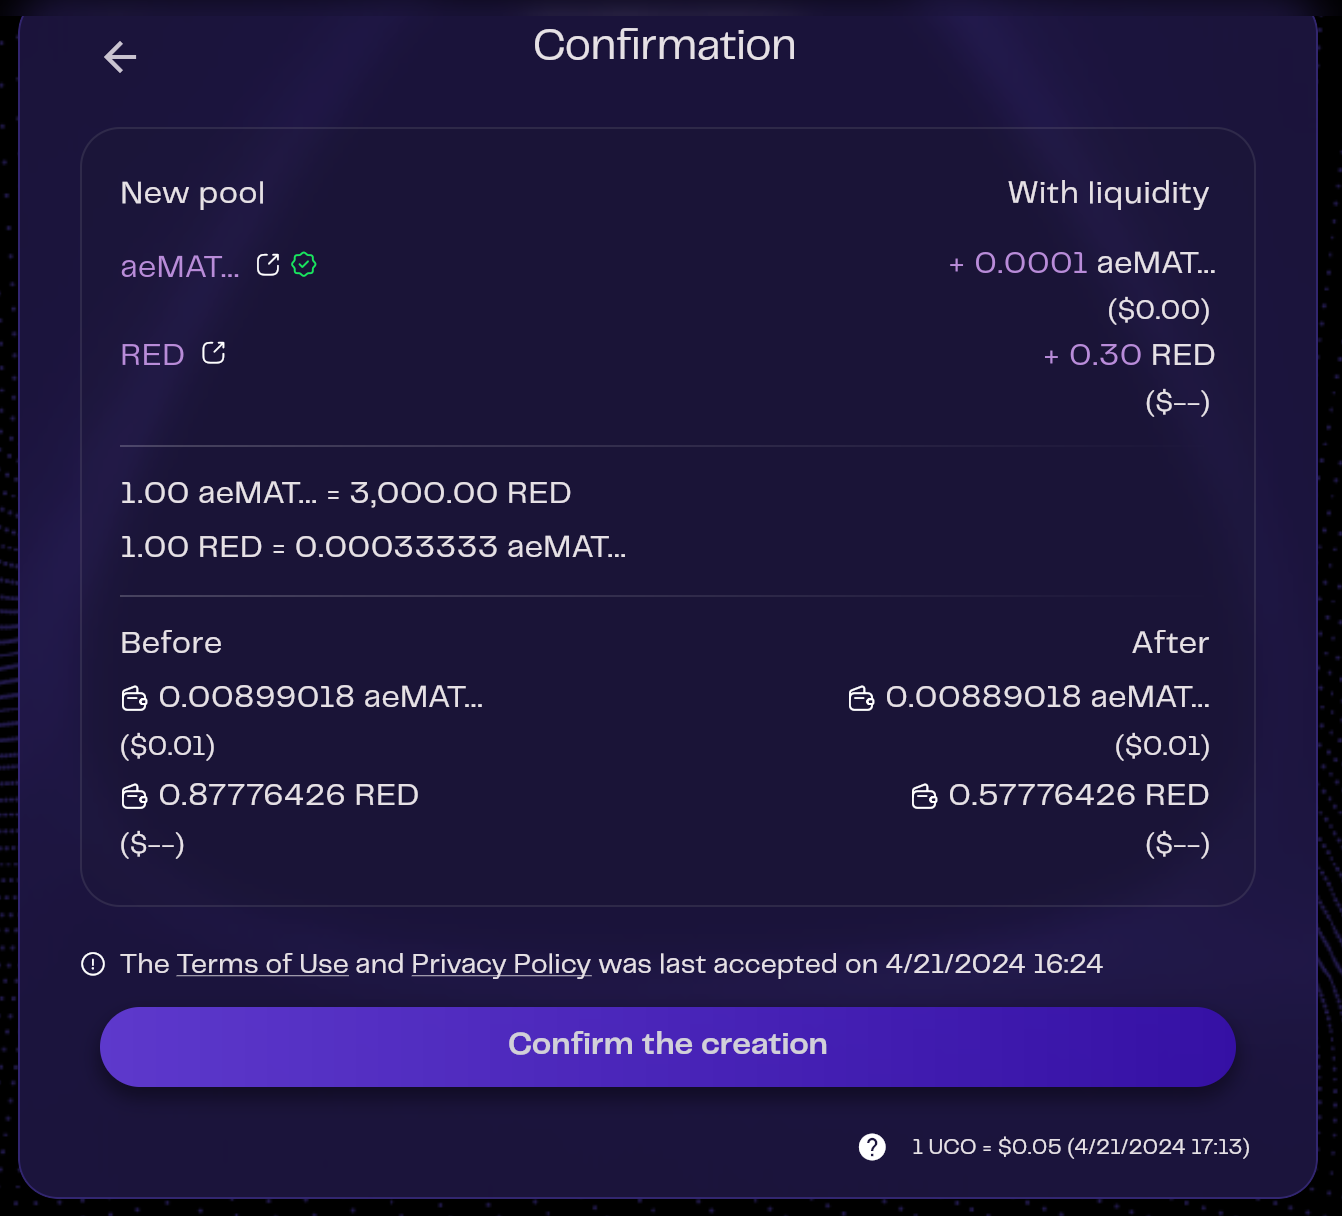 Confirmation
New pool With liquidity
aeMAT... + 0.0001 aeMAT...
($0.00)
RED + 0.30 RED
($--)
1.00 aeMAT... = 3,000.00 RED
1.00 RED = 0.00033333 aeMAT...
Before After
0.00899018 aeMAT... 0.00889018 aeMAT...
($0.01) ($0.01)
0.87776426 RED 0.57776426 RED
($--) ($--)
The Terms of Use and Privacy Policy was last accepted on 4/21/2024 16:24
Confirm the creation
1 UCO = $0.05 (4/21/2024 17:13)